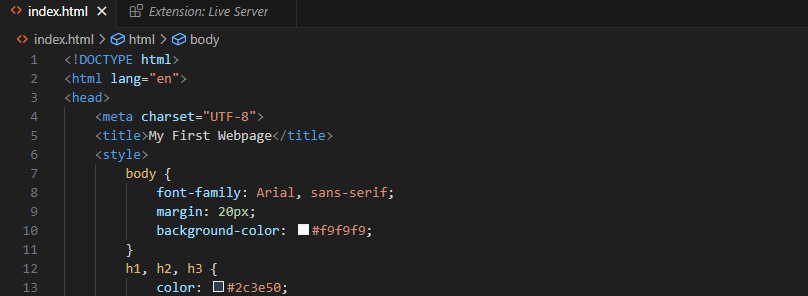 index.html Extension: Live Server
index.html > html > body
1 <!DOCTYPE html>
2 <html lang="en">
3 <head>
4 <meta charset="UTF-8">
5 <title>My First Webpage</title>
6 <style>
7 body {
8 font-family: Arial, sans-serif;
9 margin: 20px;
10 background-color: #f9f9f9;
11 }
12 h1, h2, h3 {
13 color: #2c3e50;